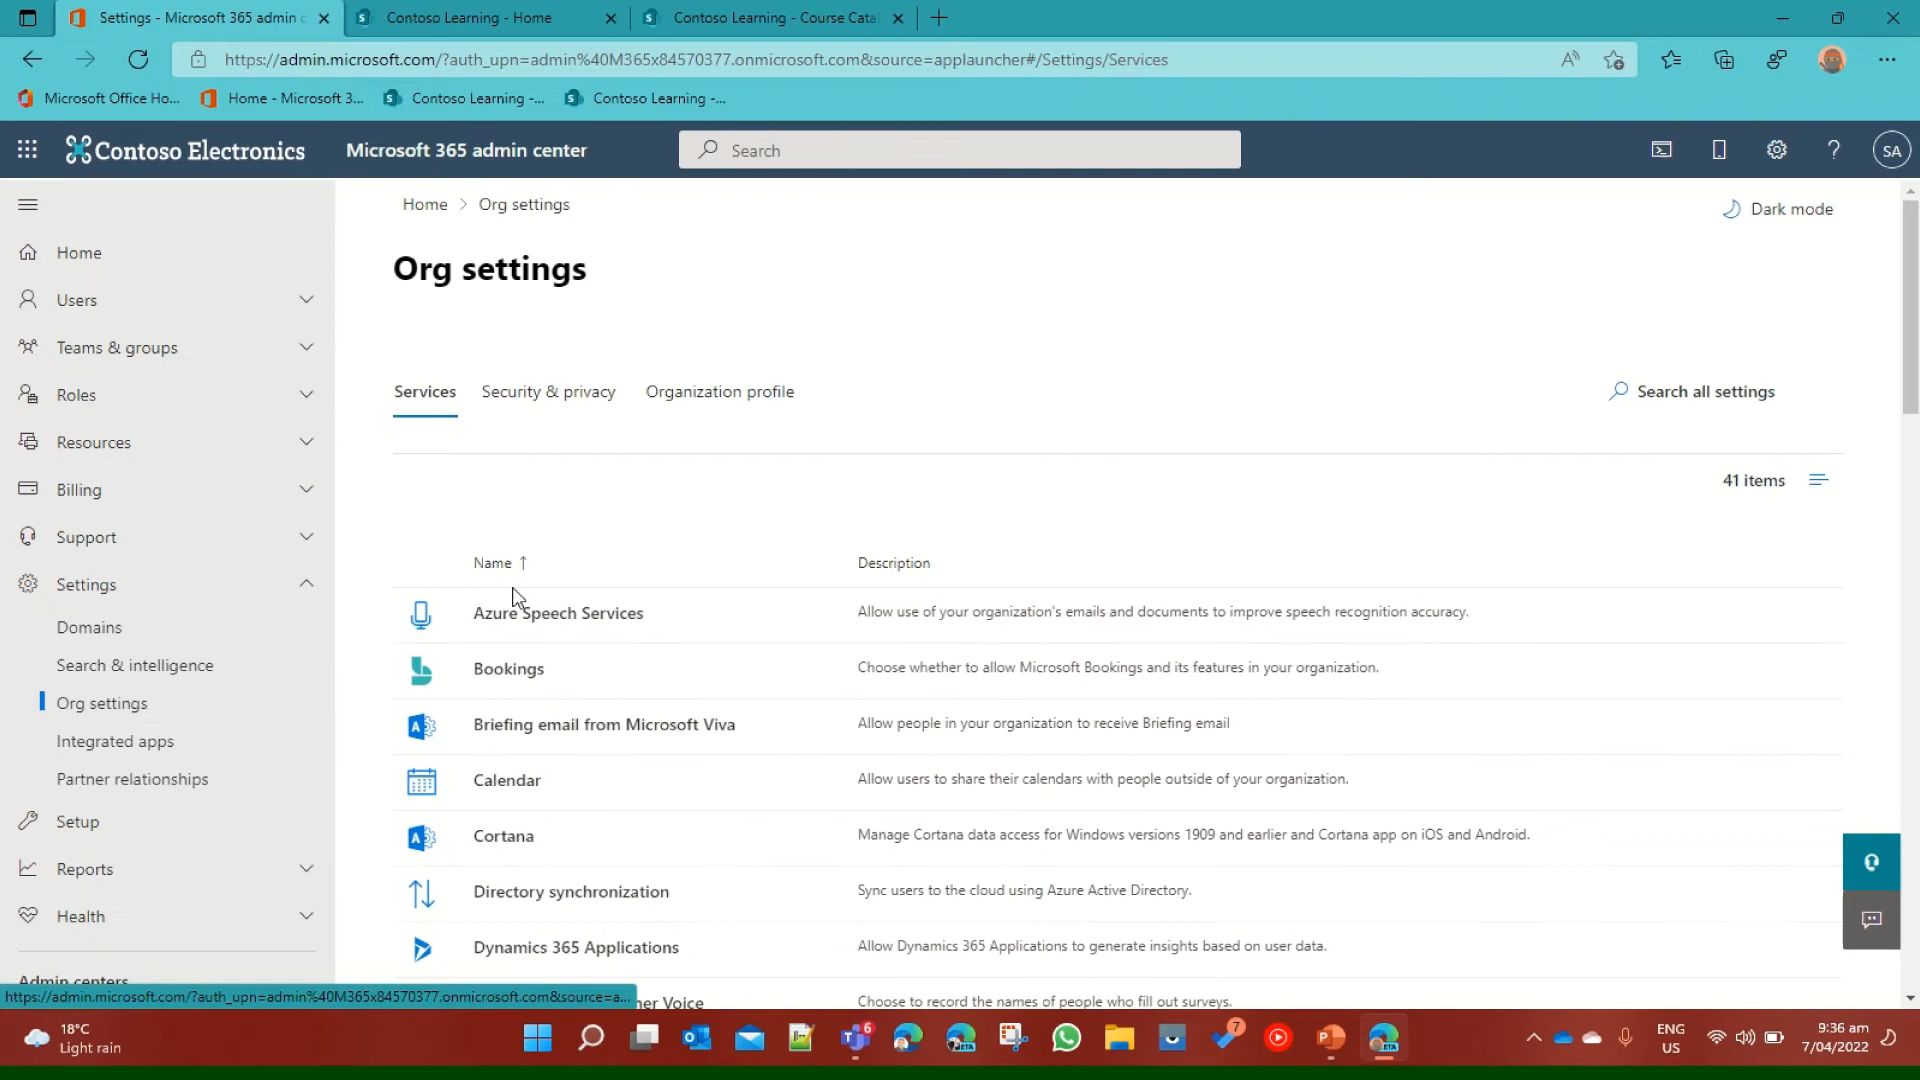 Settings - Microsoft 365 admin c
Contoso Learning - Home
Contoso Learning - Course Cata
https://admin.microsoft.com/?auth_upn=admin%40M365x84570377.onmicrosoft.com&source=applauncher#/Settings/Services
Microsoft Office Ho...
Home - Microsoft 3...
Contoso Learning -...
Contoso Learning -...
Contoso Electronics
Microsoft 365 admin center
Search
SA
Home
Users
Teams & groups
Roles
Resources
Billing
Support
Settings
Domains
Search & intelligence
Org settings
Integrated apps
Partner relationships
Setup
Reports
Health
Admin centers
Home > Org settings
Dark mode
Org settings
Services
Security & privacy
Organization profile
Search all settings
41 items
Name ↑
Description
Azure Speech Services
Allow use of your organization's emails and documents to improve speech recognition accuracy.
Bookings
Choose whether to allow Microsoft Bookings and its features in your organization.
Briefing email from Microsoft Viva
Allow people in your organization to receive Briefing email
Calendar
Allow users to share their calendars with people outside of your organization.
Cortana
Manage Cortana data access for Windows versions 1909 and earlier and Cortana app on iOS and Android.
Directory synchronization
Sync users to the cloud using Azure Active Directory.
Dynamics 365 Applications
Allow Dynamics 365 Applications to generate insights based on user data.
Voice
Choose to record the names of people who fill out surveys.
https://admin.microsoft.com/?auth_upn=admin%40M365x84570377.onmicrosoft.com&source=a...
18°C
Light rain
6
BETA
7
BETA
ENG
US
9:36 am
7/04/2022